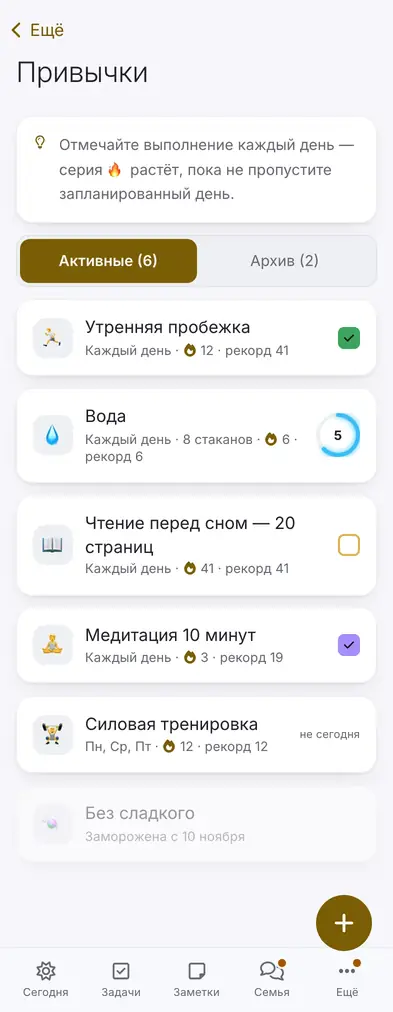 Ещё
Привычки
Отмечайте выполнение каждый день —
серия 🔥 растёт, пока не пропустите
запланированный день.
Активные (6)
Архив (2)
Утренняя пробежка
Каждый день · 12 · рекорд 41
Вода
Каждый день · 8 стаканов · 6 ·
рекорд 6
5
Чтение перед сном — 20
страниц
Каждый день · 41 · рекорд 41
Медитация 10 минут
Каждый день · 3 · рекорд 19
Силовая тренировка
Пн, Ср, Пт · 12 · рекорд 12
не сегодня
Без сладкого
Заморожена с 10 ноября
Сегодня
Задачи
Заметки
Семья
Ещё